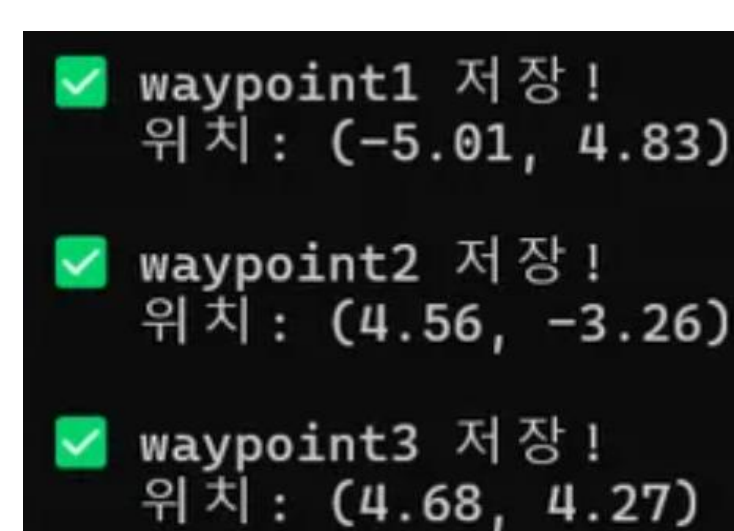 ✅ waypoint1 저장!
위치: (-5.01, 4.83)
✅ waypoint2 저장!
위치: (4.56, -3.26)
✅ waypoint3 저장!
위치: (4.68, 4.27)